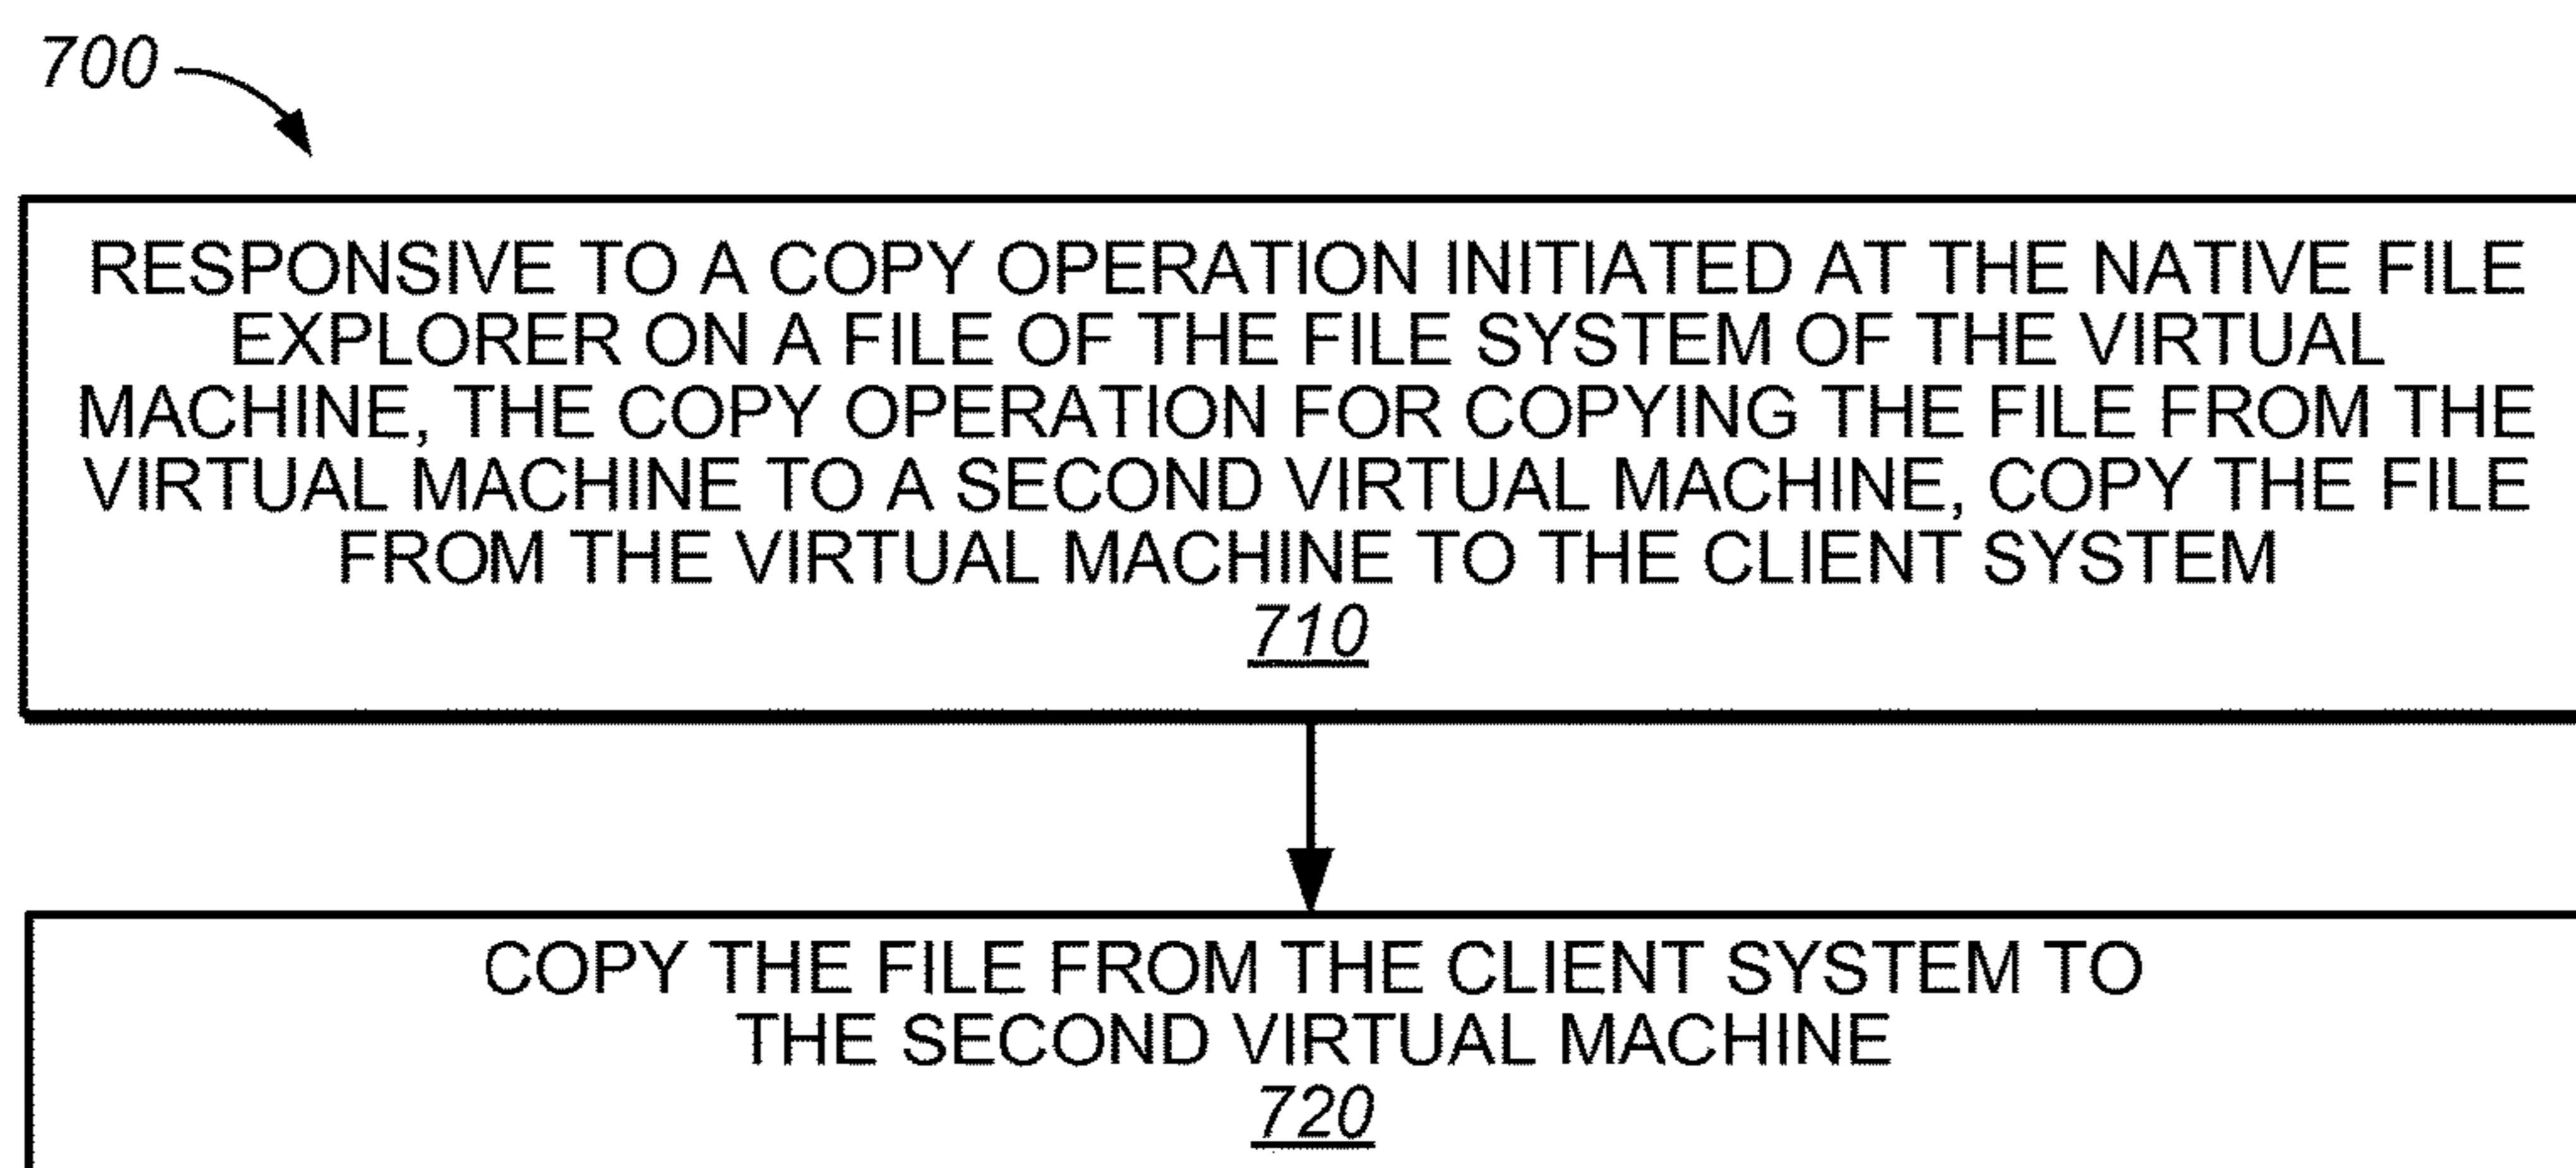 700
RESPONSIVE TO A COPY OPERATION INITIATED AT THE NATIVE FILE
EXPLORER ON A FILE OF THE FILE SYSTEM OF THE VIRTUAL
MACHINE, THE COPY OPERATION FOR COPYING THE FILE FROM THE
VIRTUAL MACHINE TO A SECOND VIRTUAL MACHINE, COPY THE FILE
FROM THE VIRTUAL MACHINE TO THE CLIENT SYSTEM
710
COPY THE FILE FROM THE CLIENT SYSTEM TO
THE SECOND VIRTUAL MACHINE
720